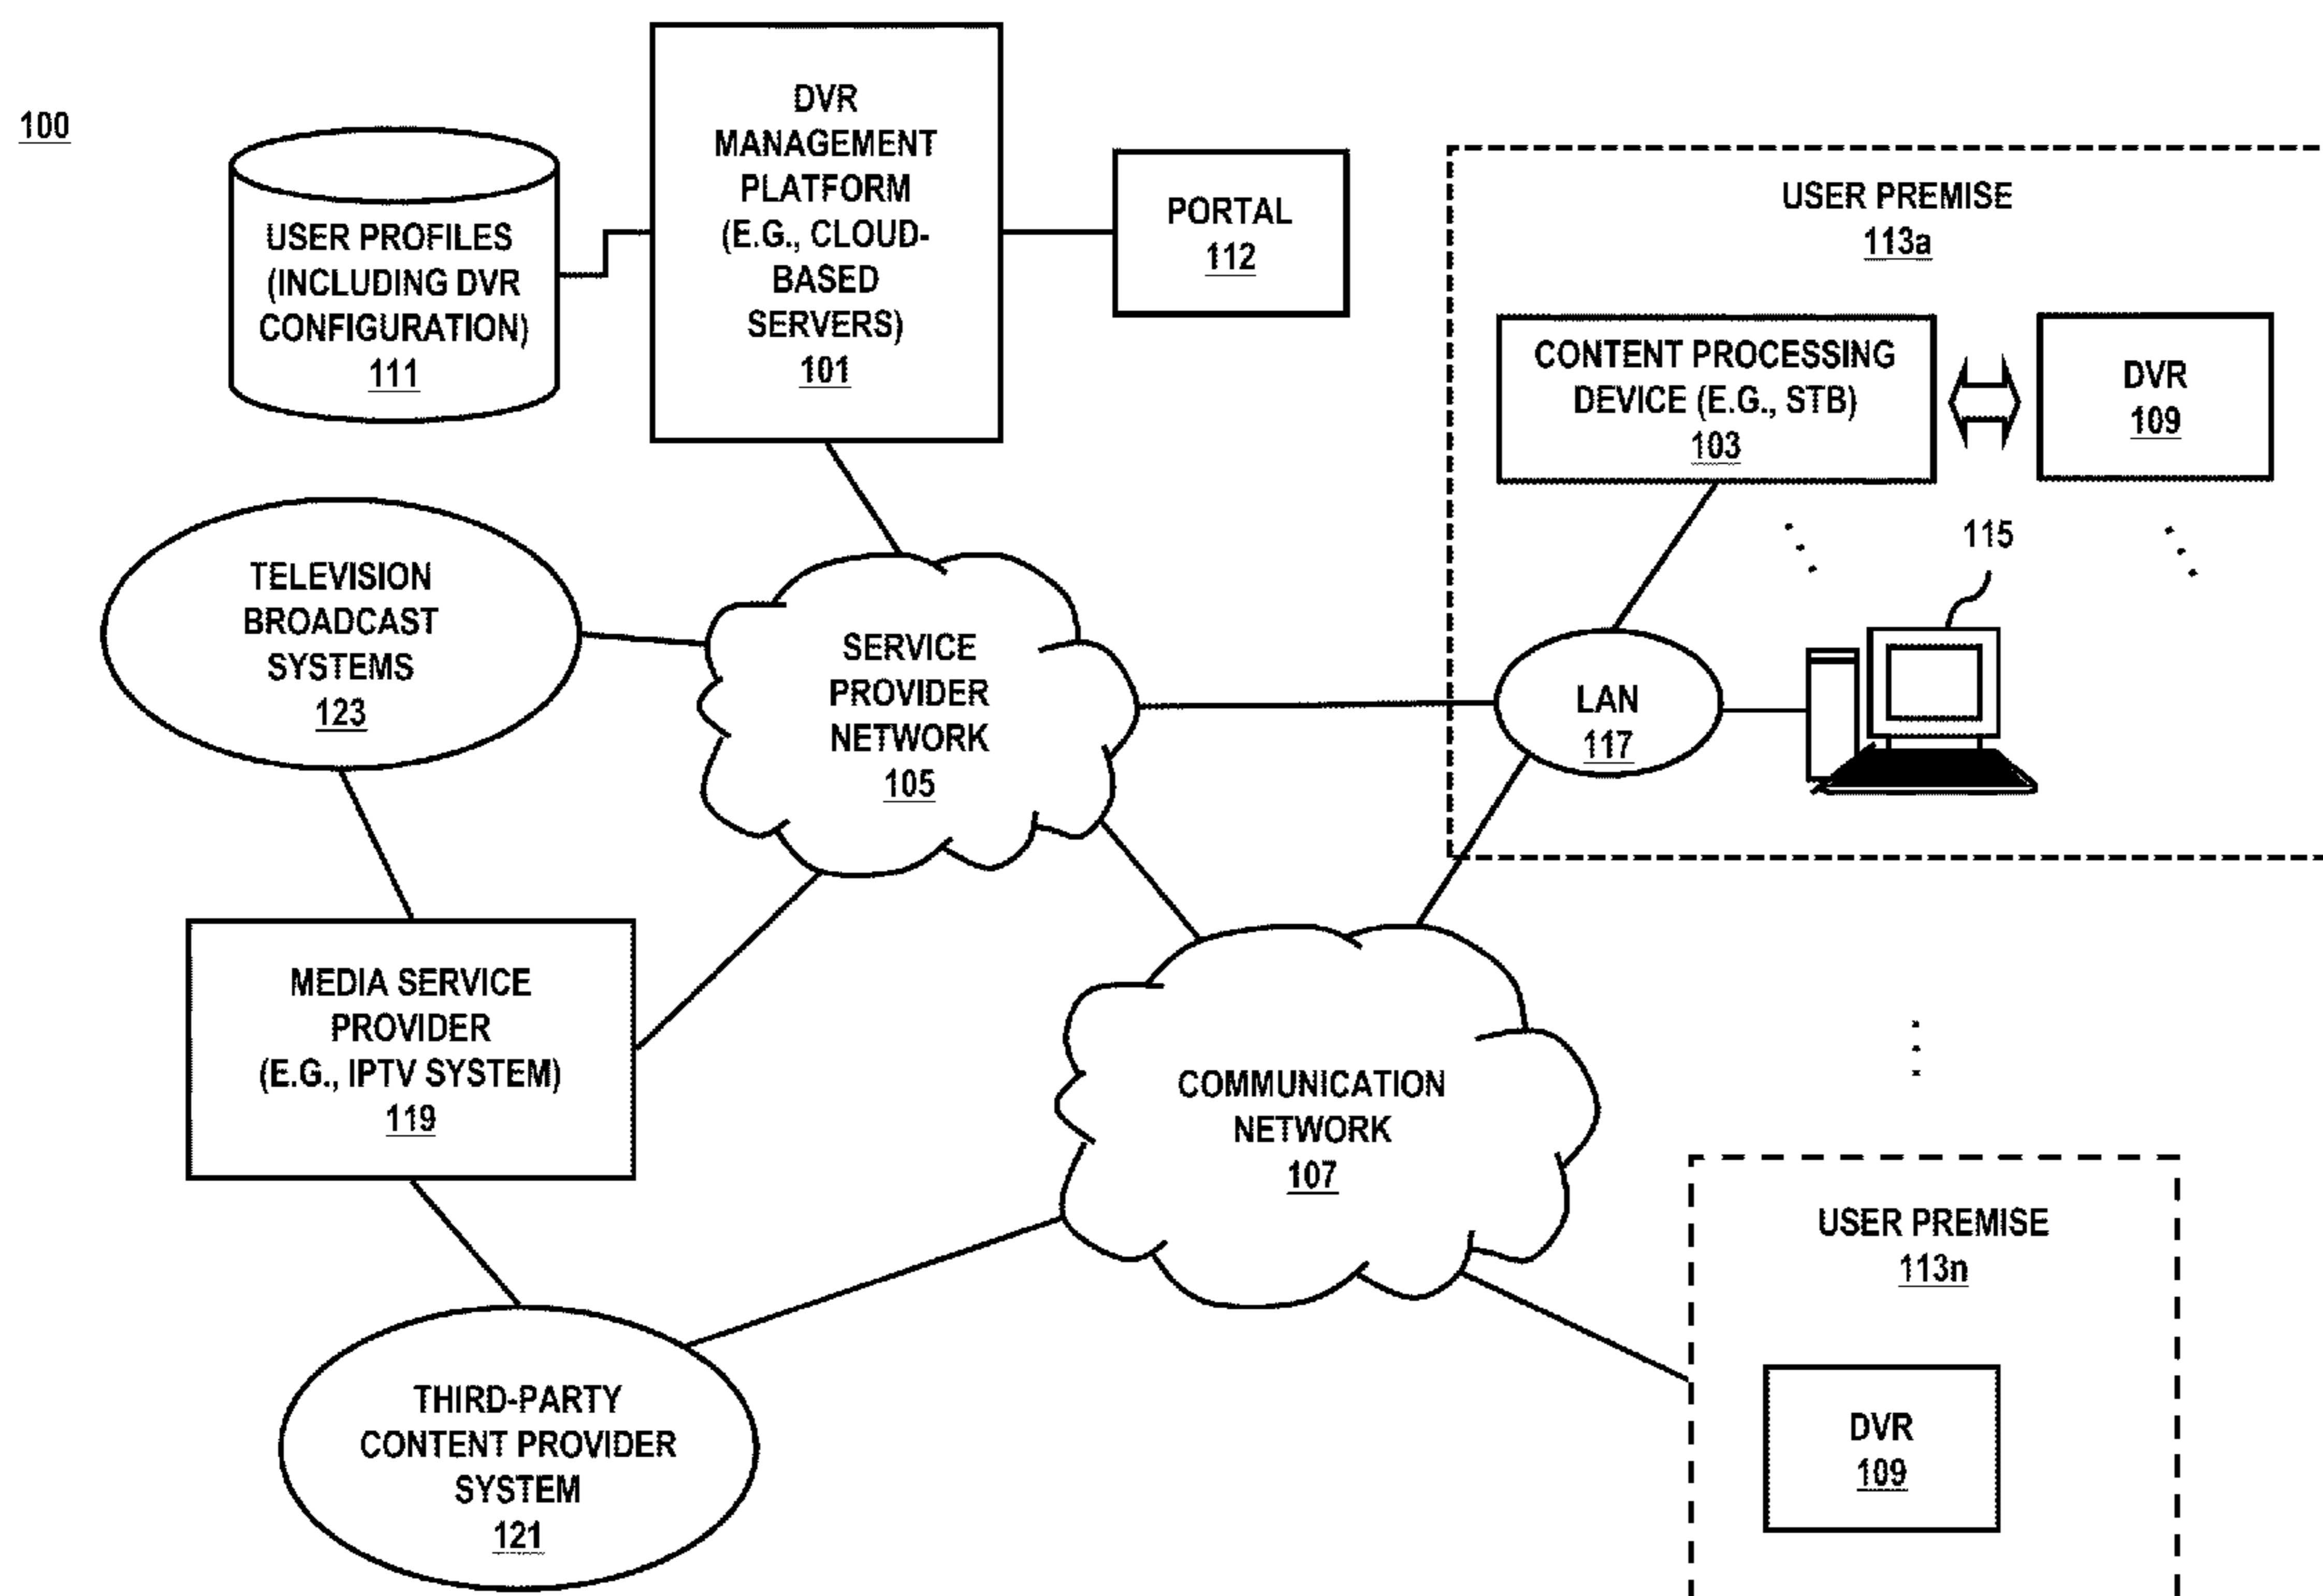 100
DVR
MANAGEMENT
PLATFORM
(E.G., CLOUD-
BASED
SERVERS)
101
USER PROFILES
(INCLUDING DVR
CONFIGURATION)
111
PORTAL
112
USER PREMISE
113a
CONTENT PROCESSING
DEVICE (E.G., STB)
103
DVR
109
115
TELEVISION
BROADCAST
SYSTEMS
123
SERVICE
PROVIDER
NETWORK
105
LAN
117
MEDIA SERVICE
PROVIDER
(E.G., IPTV SYSTEM)
119
COMMUNICATION
NETWORK
107
USER PREMISE
113n
DVR
109
THIRD-PARTY
CONTENT PROVIDER
SYSTEM
121